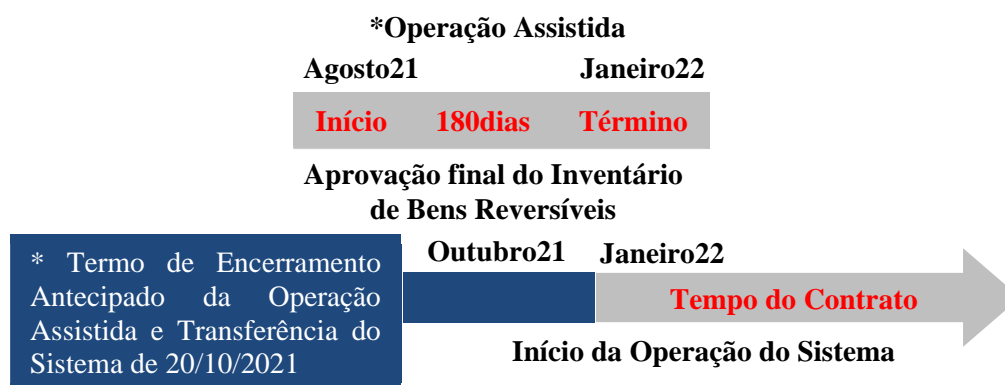 *Operação Assistida
Agosto21 Janeiro22
Início 180dias Término
Aprovação final do Inventário
de Bens Reversíveis
Outubro21 Janeiro22
* Termo de Encerramento
Antecipado da Operação
Assistida e Transferência do
Sistema de 20/10/2021
Tempo do Contrato
Início da Operação do Sistema